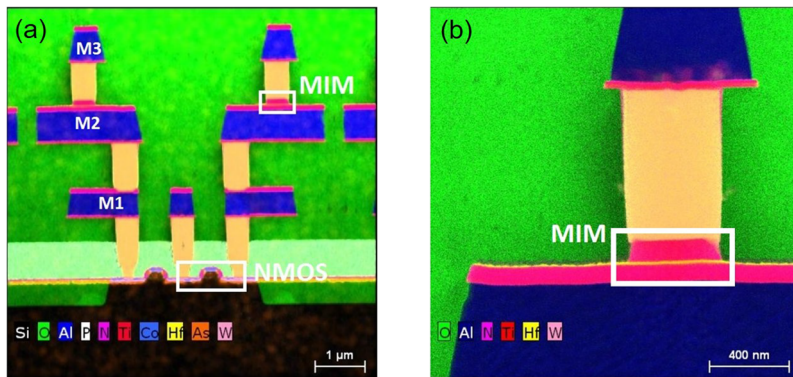 (a)
M3
MIM
M2
M1
NMOS
Si O Al P N Ti Co Hf As W
1 µm
(b)
MIM
O Al N Ti Hf W
400 nm